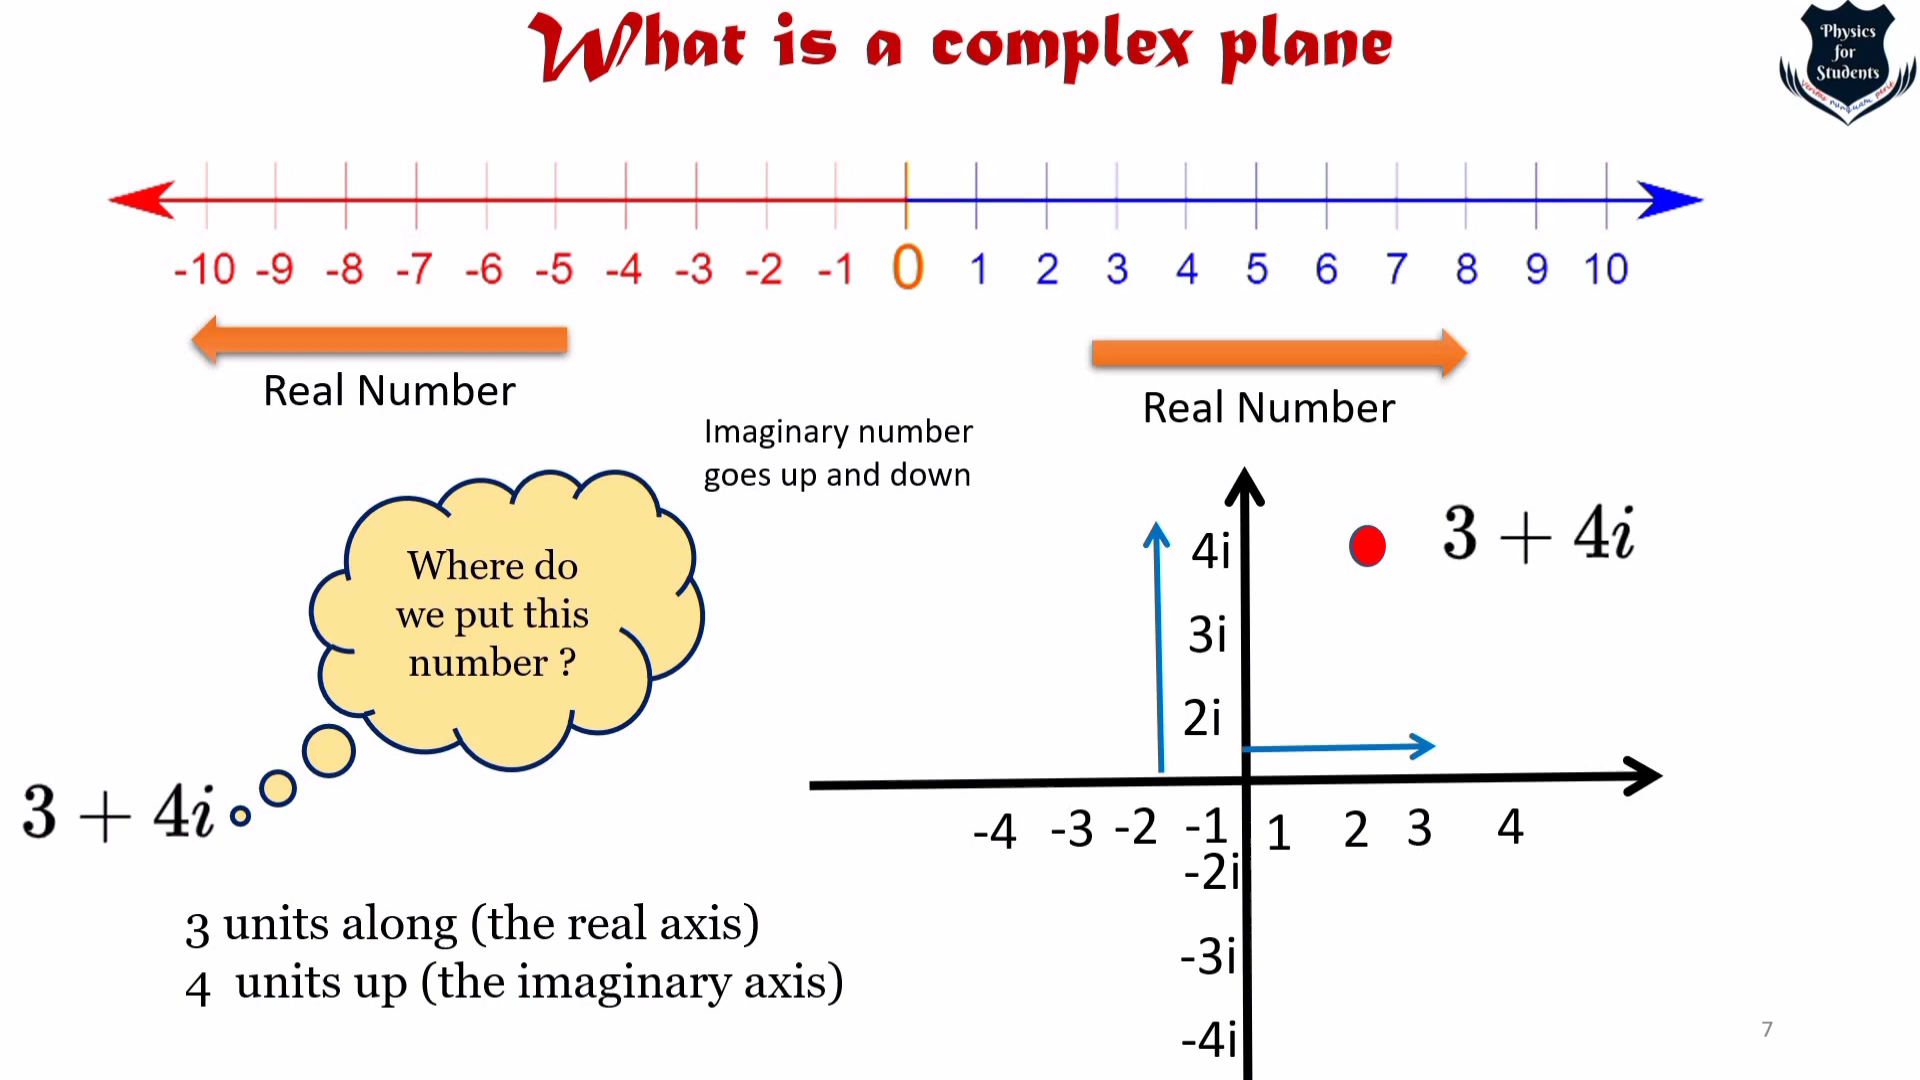 What is a complex plane
Physics
for
Students
-10 -9 -8 -7 -6 -5 -4 -3 -2 -1 0 1 2 3 4 5 6 7 8 9 10
Real Number
Real Number
Imaginary number
goes up and down
Where do
we put this
number ?
3 + 4i
3 units along (the real axis)
4 units up (the imaginary axis)
3 + 4i
4i
3i
2i
-4 -3 -2 -1 1 2 3 4
-2i
-3i
-4i
7